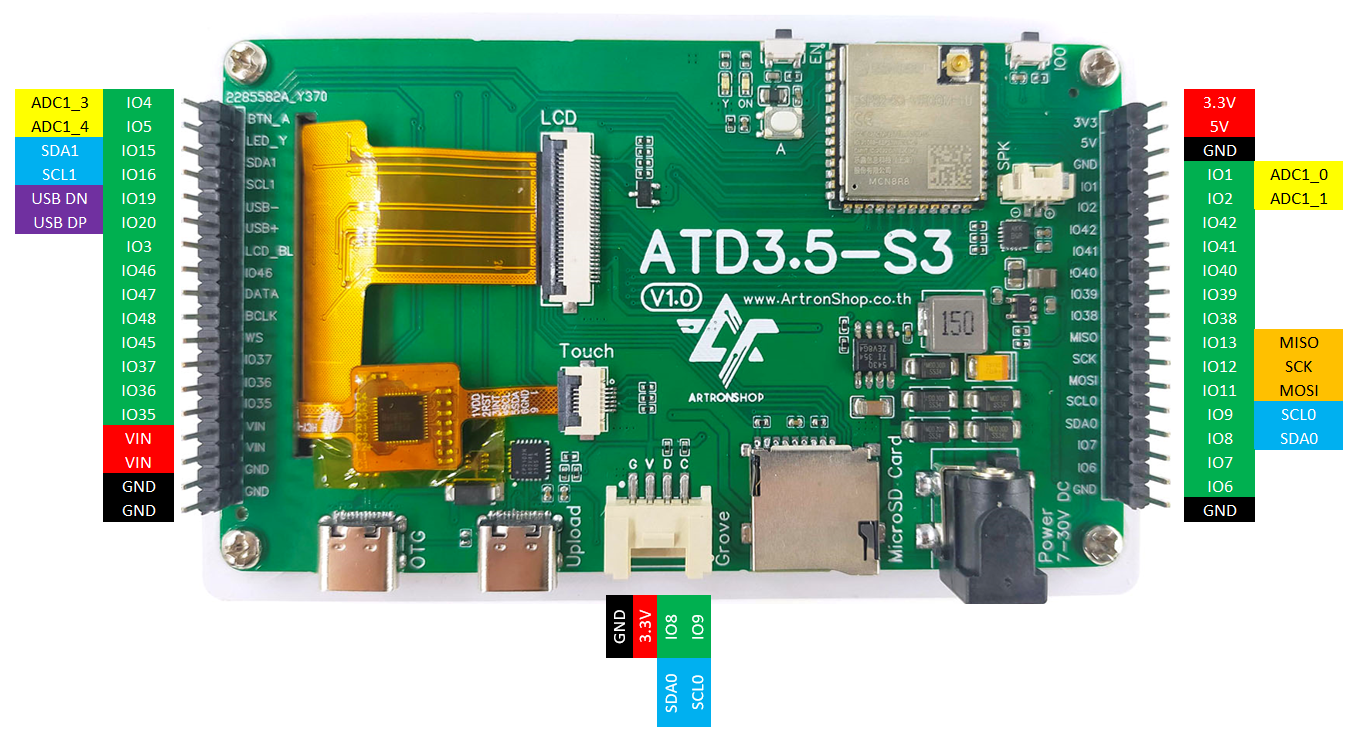 ADC1_3 IO4
ADC1_4 IO5
SDA1 IO15
SCL1 IO16
USB DN IO19
USB DP IO20
IO3
IO46
IO47
IO48
IO45
IO37
IO36
IO35
VIN
VIN
GND
GND
2285582A_Y370
BTN_A
LED_Y
SDA1
SCL1
USB-
USB+
LCD_BL
IO46
DATA
BCLK
WS
IO37
IO36
IO35
VIN
VIN
GND
GND
LCD
Y ON
A
EN
IO0
MCN8R8
SPK
ATD3.5-S3
V1.0 www.ArtronShop.co.th
ARTRONSHOP
150
Touch
G V D C
OTG
Upload
Grove
MicroSD Card
Power
7-30V DC
3V3
5V
GND
IO1
IO2
IO42
IO41
IO40
IO39
IO38
MISO
SCK
MOSI
SCL0
SDA0
IO7
IO6
GND
3.3V
5V
GND
IO1 ADC1_0
IO2 ADC1_1
IO42
IO41
IO40
IO39
IO38
IO13 MISO
IO12 SCK
IO11 MOSI
IO9 SCL0
IO8 SDA0
IO7
IO6
GND
GND
3.3V
IO8
IO9
SDA0
SCL0